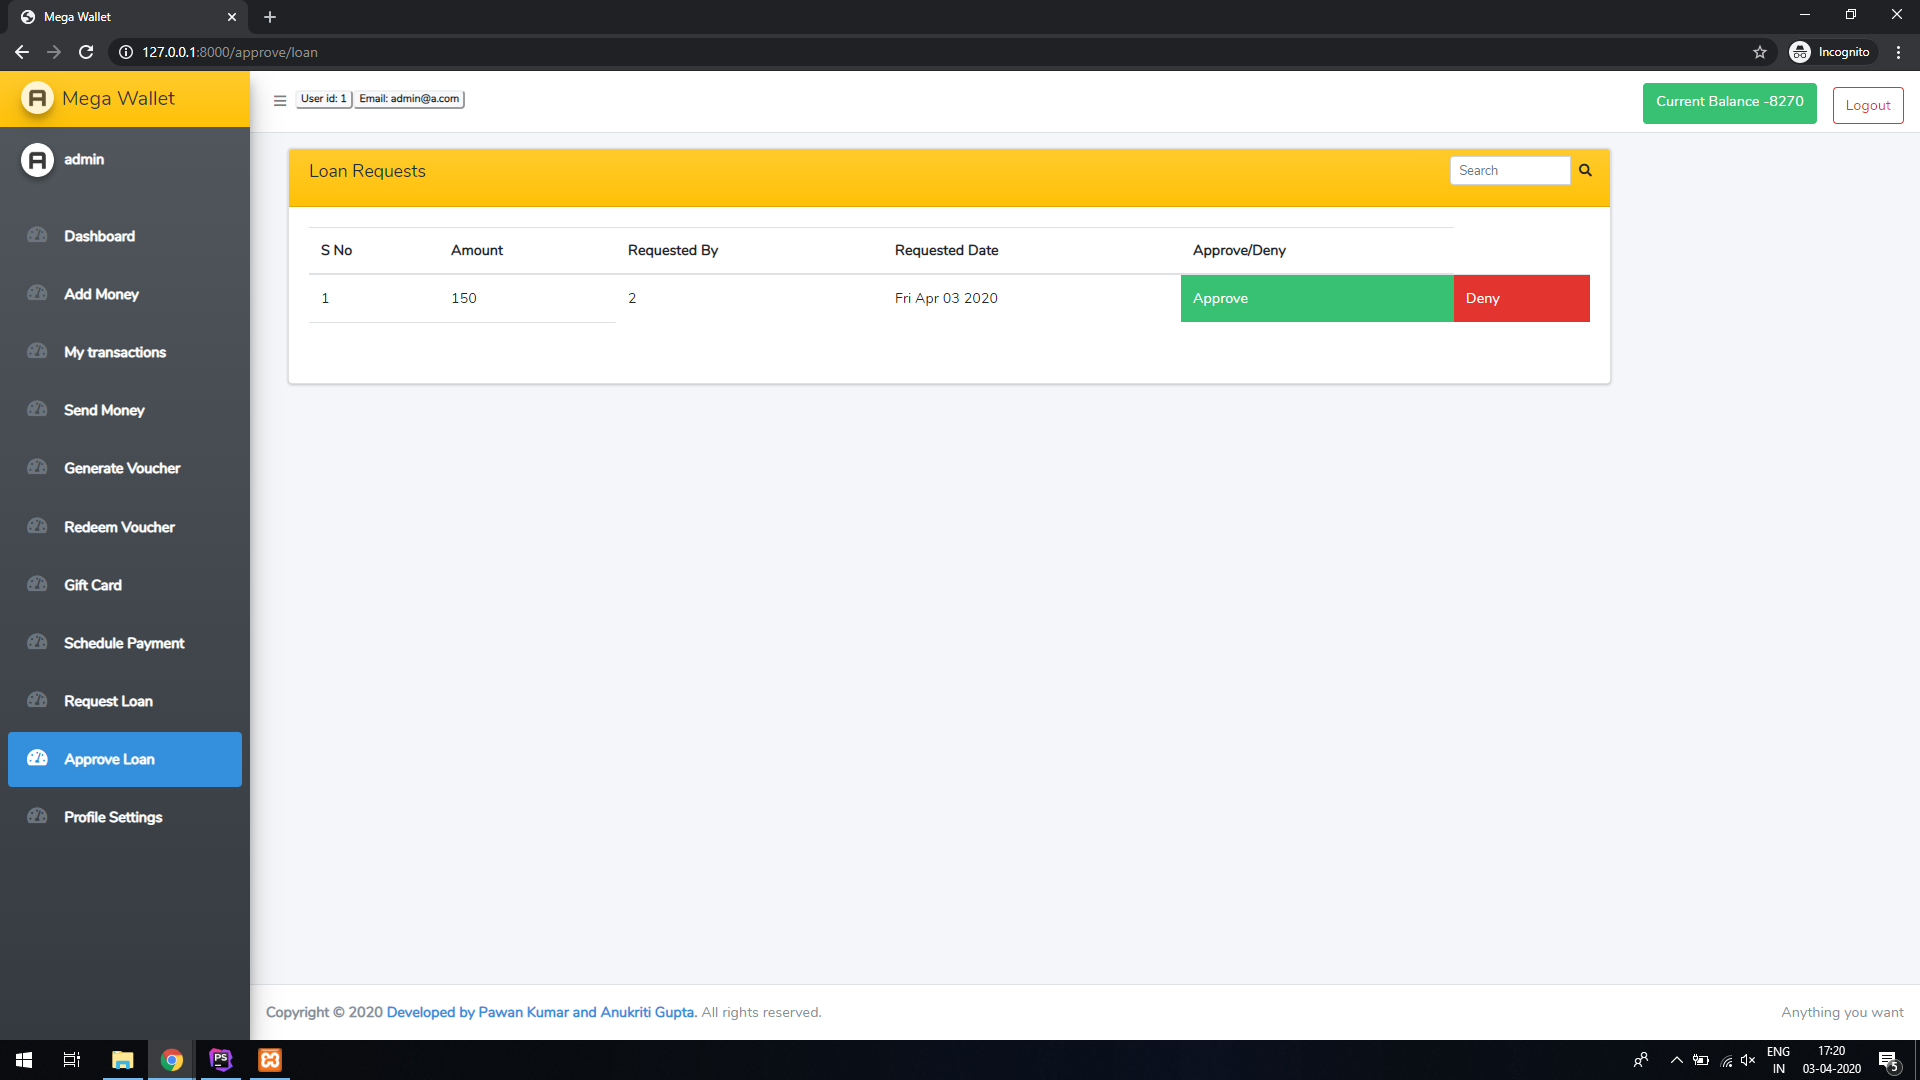 Mega Wallet
127.0.0.1:8000/approve/loan
Incognito
Mega Wallet
User id: 1 Email: admin@a.com
Current Balance -8270
Logout
admin
Loan Requests
Search
Dashboard
Add Money
My transactions
Send Money
Generate Voucher
Redeem Voucher
Gift Card
Schedule Payment
Request Loan
Approve Loan
Profile Settings
S No Amount Requested By Requested Date Approve/Deny
1 150 2 Fri Apr 03 2020 Approve Deny
Copyright © 2020 Developed by Pawan Kumar and Anukriti Gupta. All rights reserved.
Anything you want
PS
ENG
IN
17:20
03-04-2020
5